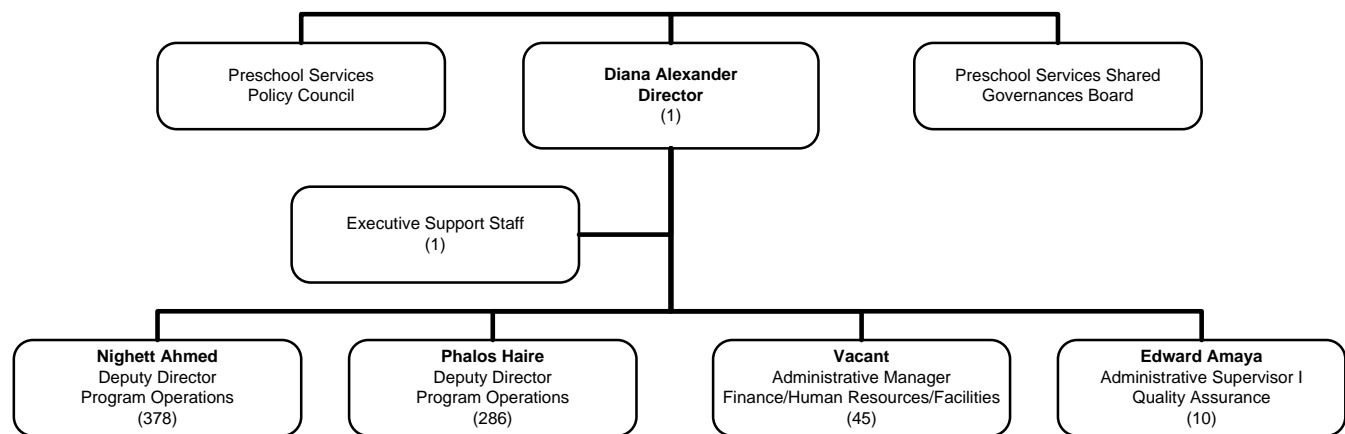 Preschool Services
Policy Council
Diana Alexander
Director
(1)
Preschool Services Shared
Governances Board
Executive Support Staff
(1)
Nighett Ahmed
Deputy Director
Program Operations
(378)
Phalos Haire
Deputy Director
Program Operations
(286)
Vacant
Administrative Manager
Finance/Human Resources/Facilities
(45)
Edward Amaya
Administrative Supervisor I
Quality Assurance
(10)